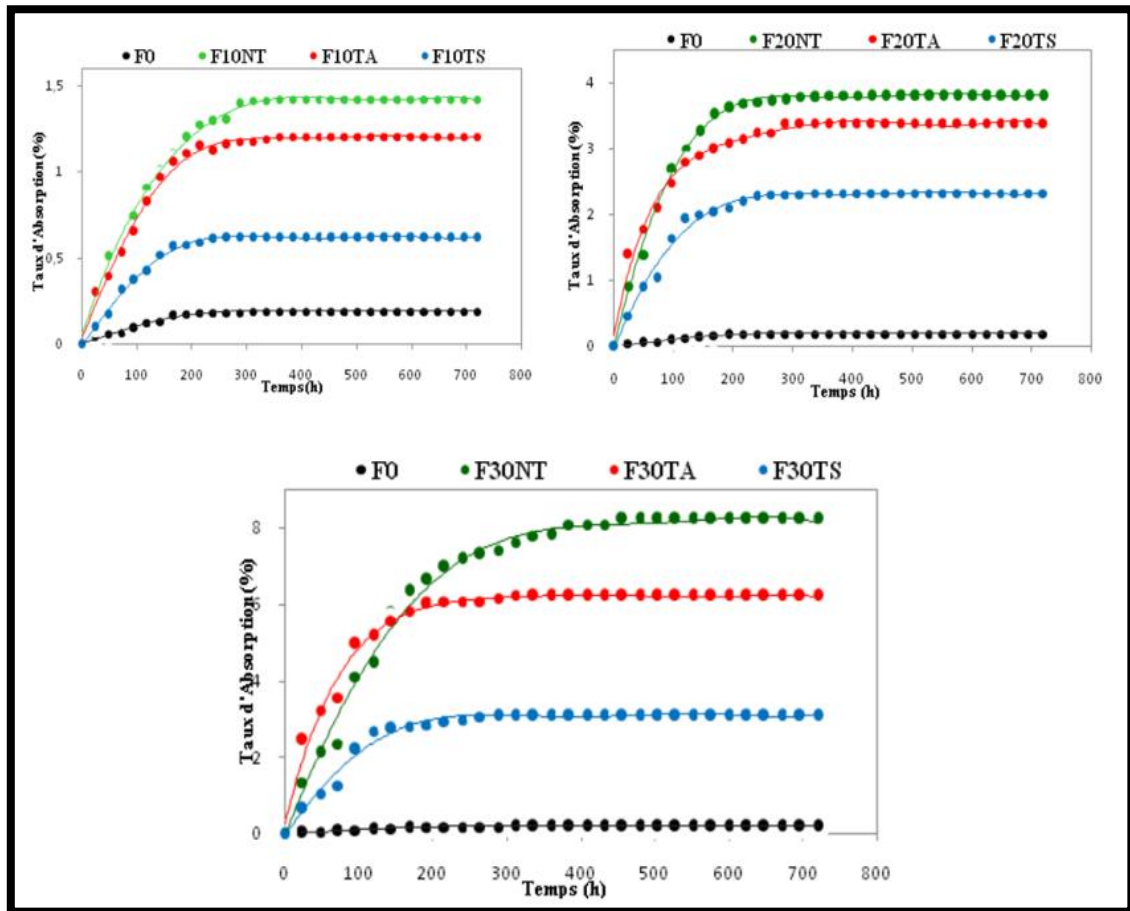 F0 F10NT F10TA F10TS
Taux d'Absorption (%)
1,5
1
0,5
0
0 100 200 300 400 500 600 700 800
Temps(h)
F0 F20NT F20TA F20TS
Taux d'Absorption (%)
4
3
2
1
0
0 100 200 300 400 500 600 700 800
Temps (h)
F0 F30NT F30TA F30TS
Taux d'Absorption (%)
8
6
4
2
0
0 100 200 300 400 500 600 700 800
Temps (h)